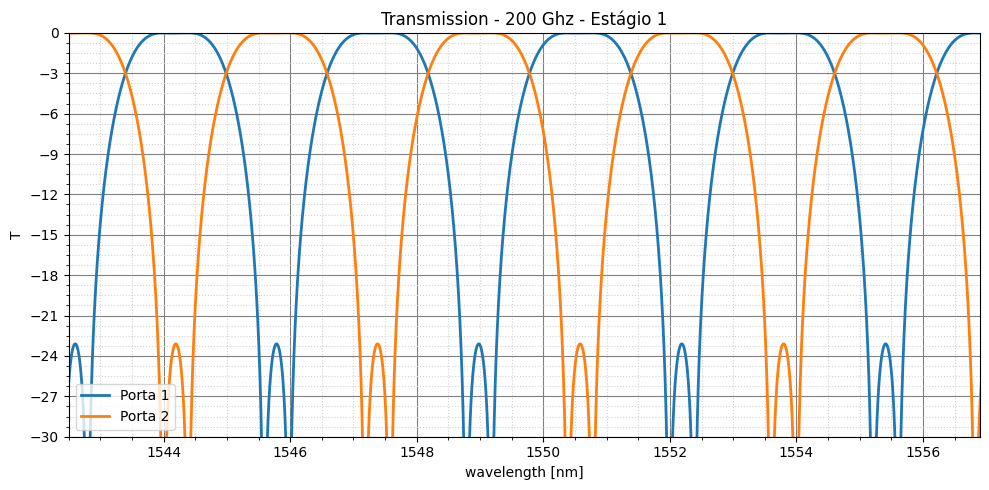 Transmission - 200 Ghz - Estágio 1
T
0
−3
−6
−9
−12
−15
−18
−21
−24
−27
−30
Porta 1
Porta 2
1544 1546 1548 1550 1552 1554 1556
wavelength [nm]